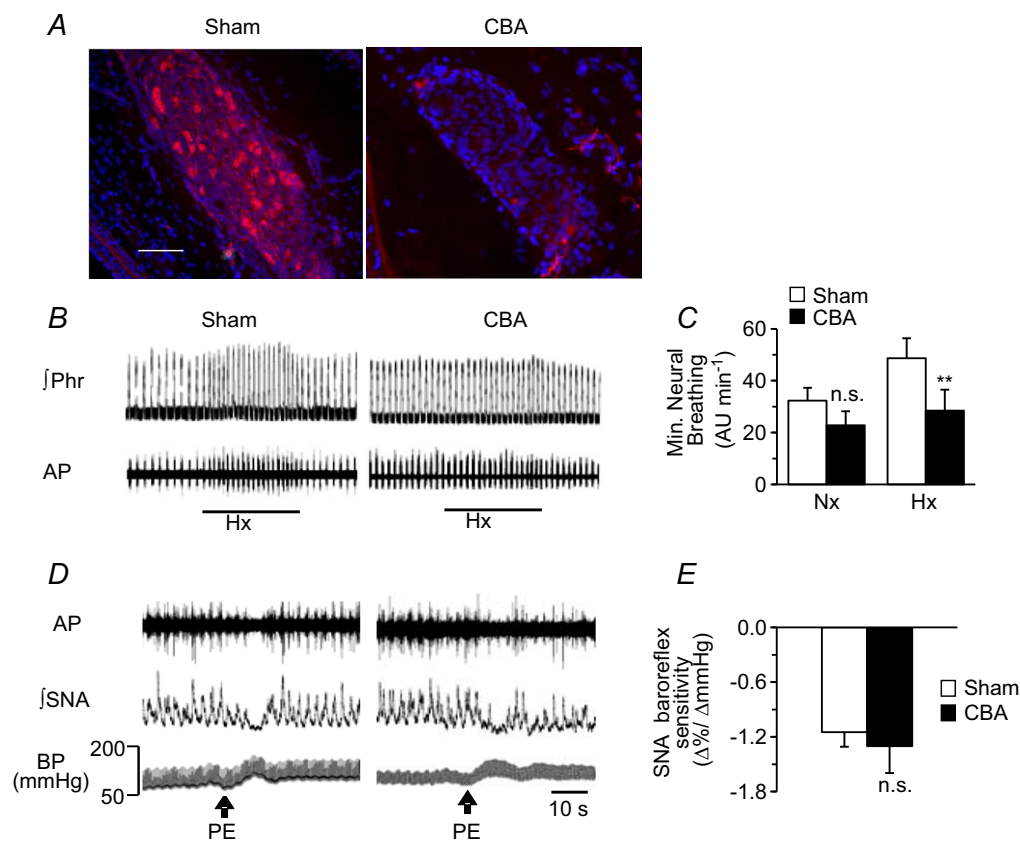 A
Sham
CBA
B
Sham
CBA
∫Phr
AP
Hx
Hx
C
Sham
CBA
Min. Neural
Breathing
(AU min-1)
60
40
20
0
n.s.
**
Nx
Hx
D
AP
∫SNA
BP
(mmHg)
200
50
PE
PE
10 s
E
SNA baroreflex
sensitivity
(Δ%/ ΔmmHg)
0.0
-0.6
-1.2
-1.8
n.s.
Sham
CBA